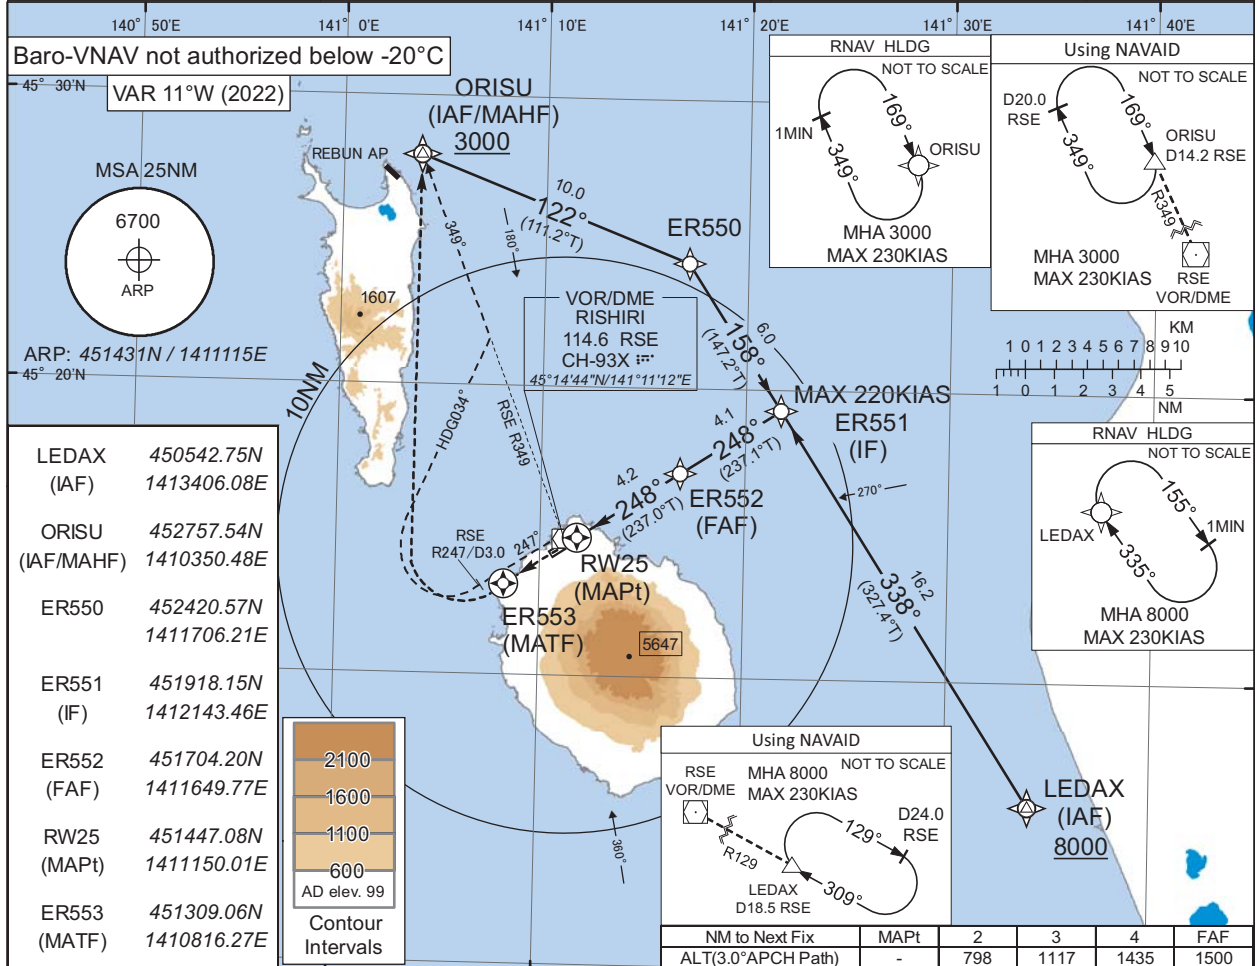 140° 50'E
141° 0'E
141° 10'E
141° 20'E
141° 30'E
141° 40'E
Baro-VNAV not authorized below -20°C
45° 30'N
VAR 11°W (2022)
MSA 25NM
6700
ARP
ARP: 451431N / 1411115E
45° 20'N
ORISU
(IAF/MAHF)
3000
REBUN AP
1607
10.0
122°
(111.2°T)
180°
349°
ER550
VOR/DME
RISHIRI
114.6 RSE
CH-93X
45°14'44"N/141°11'12"E
6.0
158°
(147.2°T)
10NM
HDG034°
RSE R349
MAX 220KIAS
ER551
(IF)
4.1
248°
(237.1°T)
4.2
248°
(237.0°T)
ER552
(FAF)
270°
RSE
R247/D3.0
247°
RW25
(MAPt)
ER553
(MATF)
5647
16.2
338°
(327.4°T)
360°
LEDAX
(IAF)
8000
RNAV HLDG
NOT TO SCALE
169°
1MIN
349°
ORISU
MHA 3000
MAX 230KIAS
Using NAVAID
NOT TO SCALE
D20.0
RSE
169°
349°
ORISU
D14.2 RSE
R349
MHA 3000
MAX 230KIAS
RSE
VOR/DME
KM
1 0 1 2 3 4 5 6 7 8 9 10
1 0 1 2 3 4 5
NM
RNAV HLDG
NOT TO SCALE
155°
1MIN
LEDAX
335°
MHA 8000
MAX 230KIAS
LEDAX 450542.75N
(IAF) 1413406.08E
ORISU 452757.54N
(IAF/MAHF) 1410350.48E
ER550 452420.57N
1411706.21E
ER551 451918.15N
(IF) 1412143.46E
ER552 451704.20N
(FAF) 1411649.77E
RW25 451447.08N
(MAPt) 1411150.01E
ER553 451309.06N
(MATF) 1410816.27E
2100
1600
1100
600
AD elev. 99
Contour
Intervals
Using NAVAID
NOT TO SCALE
RSE
VOR/DME
MHA 8000
MAX 230KIAS
D24.0
RSE
129°
R129
309°
LEDAX
D18.5 RSE
NM to Next Fix MAPt 2 3 4 FAF
ALT(3.0°APCH Path) - 798 1117 1435 1500